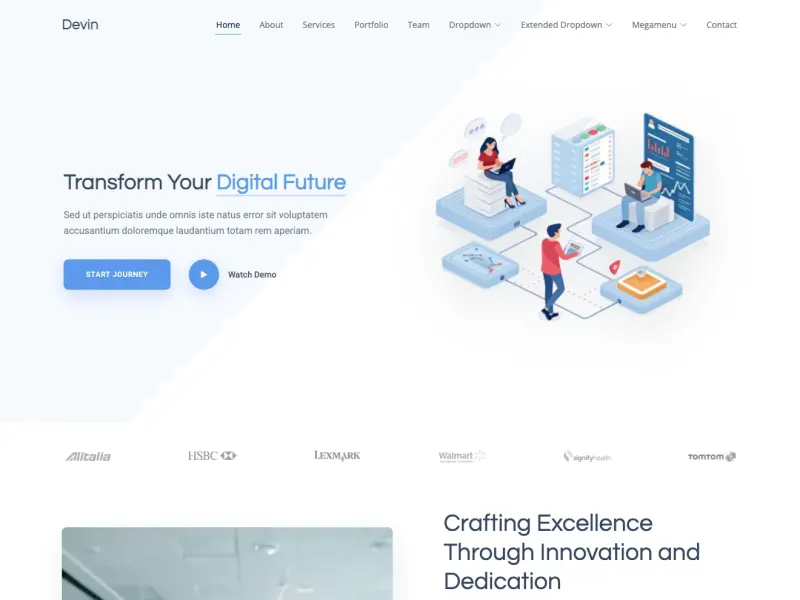 Devin
Home About Services Portfolio Team Dropdown Extended Dropdown Megamenu Contact
Transform Your Digital Future
Sed ut perspiciatis unde omnis iste natus error sit voluptatem
accusantium doloremque laudantium totam rem aperiam.
START JOURNEY Watch Demo
Alitalia HSBC LEXMARK Walmart signifyhealth TOMTOM
Crafting Excellence
Through Innovation and
Dedication